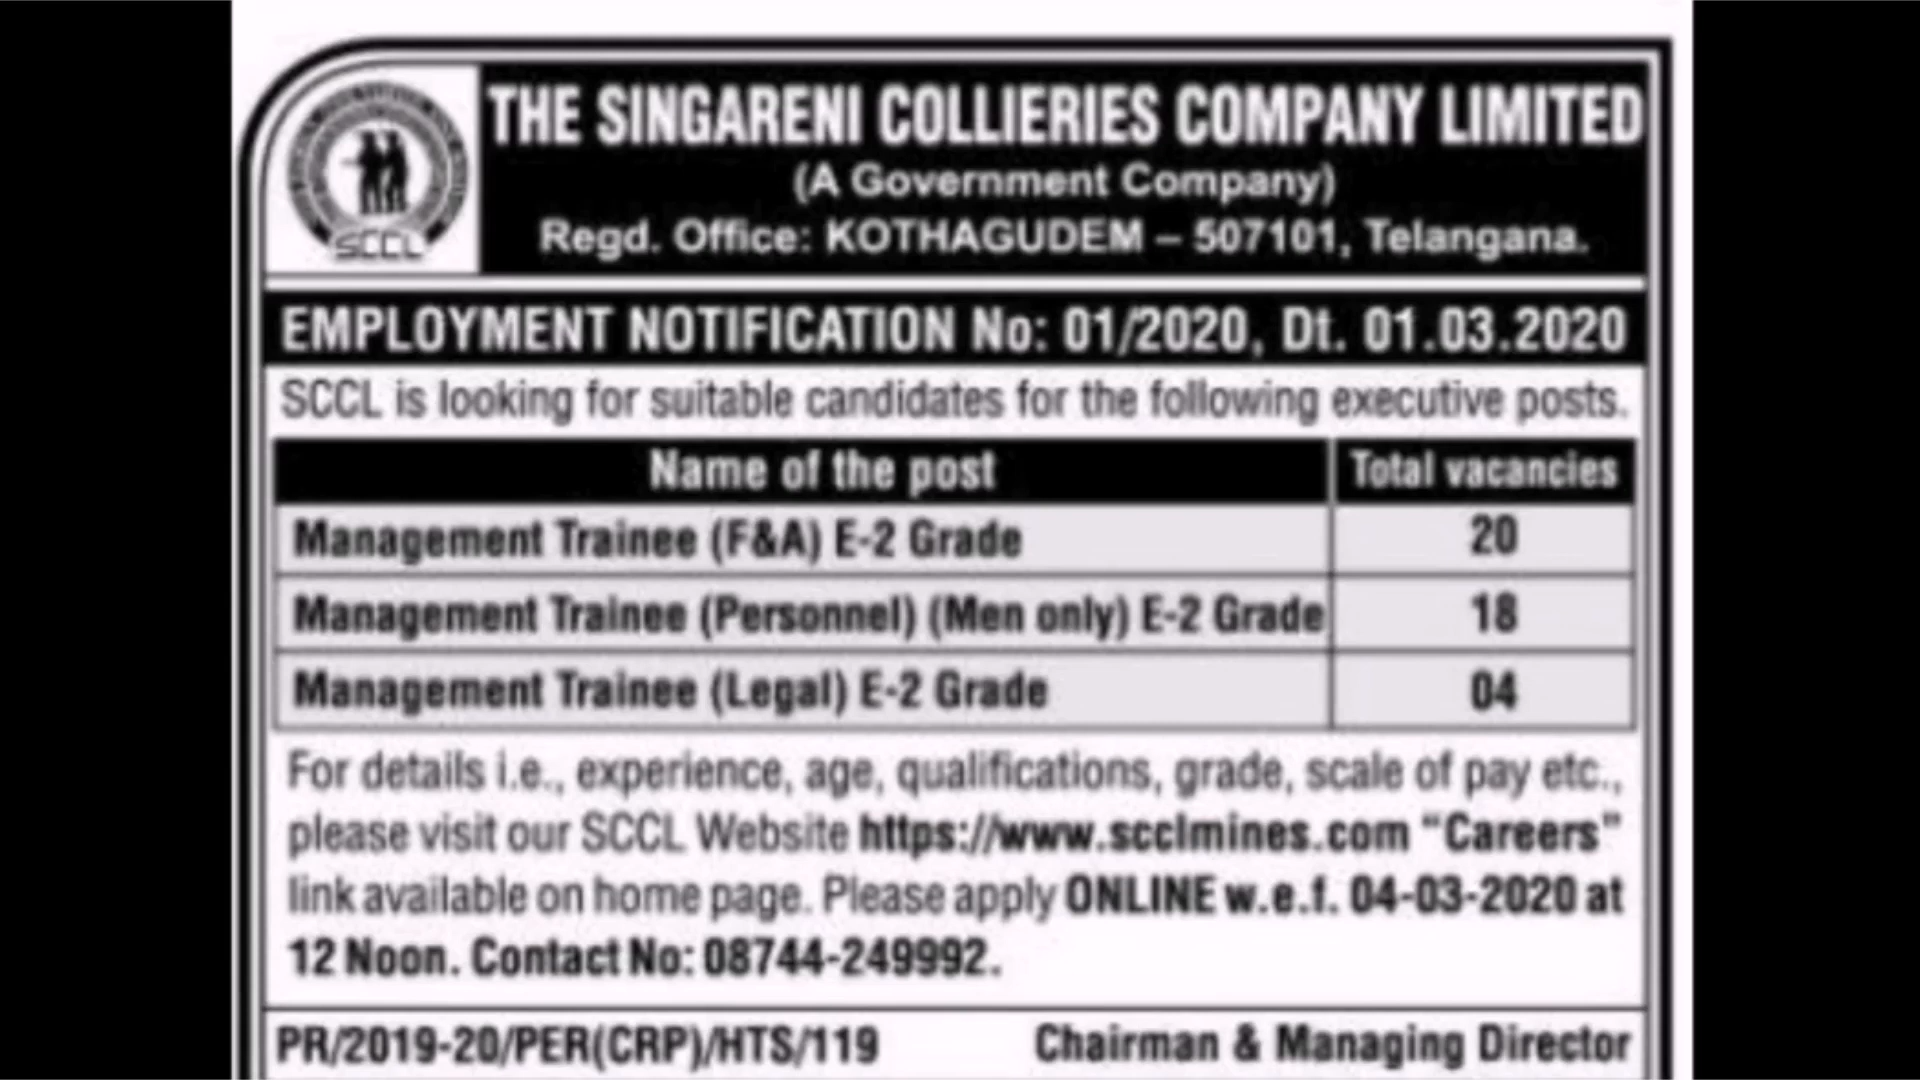 THE SINGARENI COLLIERIES COMPANY LIMITED
(A Government Company)
Regd. Office: KOTHAGUDEM – 507101, Telangana.
SCCL
EMPLOYMENT NOTIFICATION No: 01/2020, Dt. 01.03.2020
SCCL is looking for suitable candidates for the following executive posts.
Name of the post Total vacancies
Management Trainee (F&A) E-2 Grade 20
Management Trainee (Personnel) (Men only) E-2 Grade 18
Management Trainee (Legal) E-2 Grade 04
For details i.e., experience, age, qualifications, grade, scale of pay etc.,
please visit our SCCL Website https://www.scclmines.com "Careers"
link available on home page. Please apply ONLINE w.e.f. 04-03-2020 at
12 Noon. Contact No: 08744-249992.
PR/2019-20/PER(CRP)/HTS/119 Chairman & Managing Director